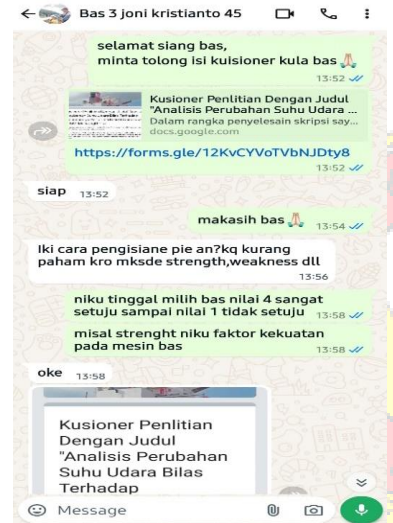 Bas 3 joni kristianto 45
selamat siang bas,
minta tolong isi kuisioner kula bas
13:52
Kusioner Penlitian Dengan Judul
"Analisis Perubahan Suhu Udara ...
Dalam rangka penyelesain skripsi say...
docs.google.com
https://forms.gle/12KvCYVoTVbNJDty8
13:52
siap 13:52
makasih bas 13:54
Iki cara pengisiane pie an?kq kurang
paham kro mksde strength,weakness dll
13:56
niku tinggal milih bas nilai 4 sangat
setuju sampai nilai 1 tidak setuju 13:58
misal strenght niku faktor kekuatan
pada mesin bas 13:58
oke 13:58
Kusioner Penlitian
Dengan Judul
"Analisis Perubahan
Suhu Udara Bilas
Terhadap
Message